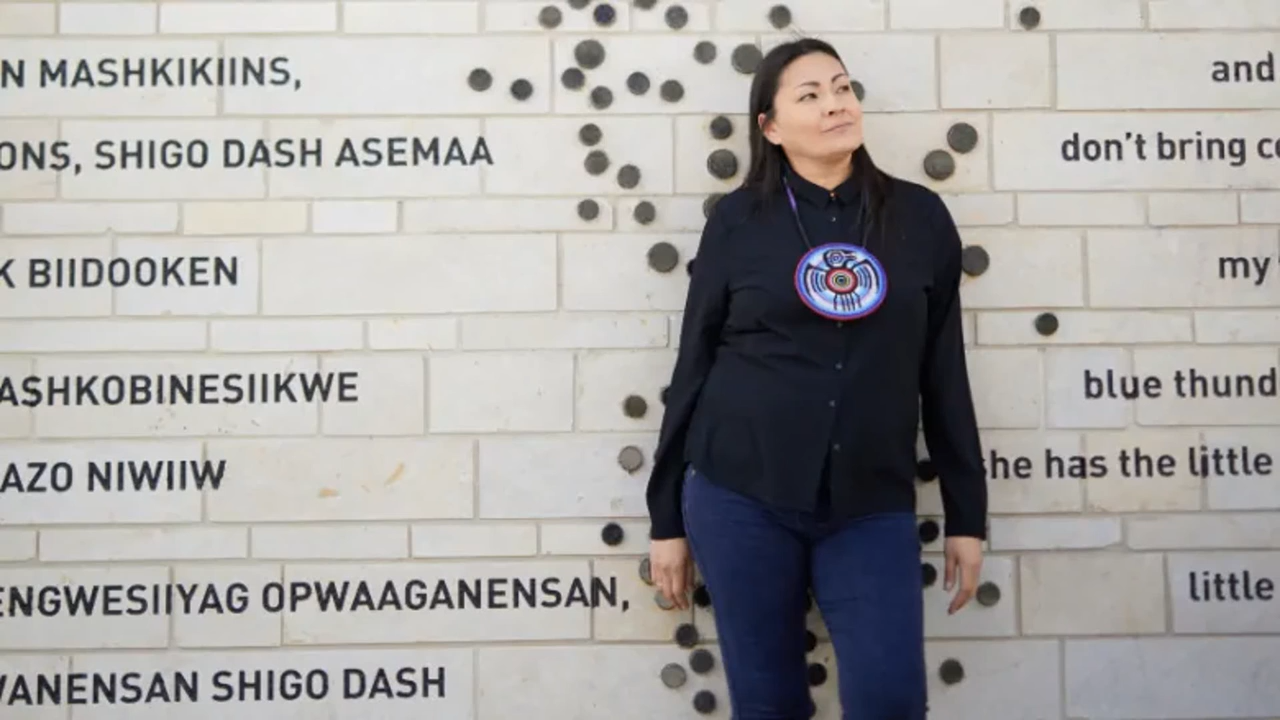 N MASHKIKIINS,
ONS, SHIGO DASH ASEMAA
K BIIDOOKEN
ASHKOBINESIIKWE
AZO NIWIIW
ENGWESIIYAG OPWAAGANENSAN,
VANENSAN SHIGO DASH
and
don't bring
my
blue thund
she has the little
little